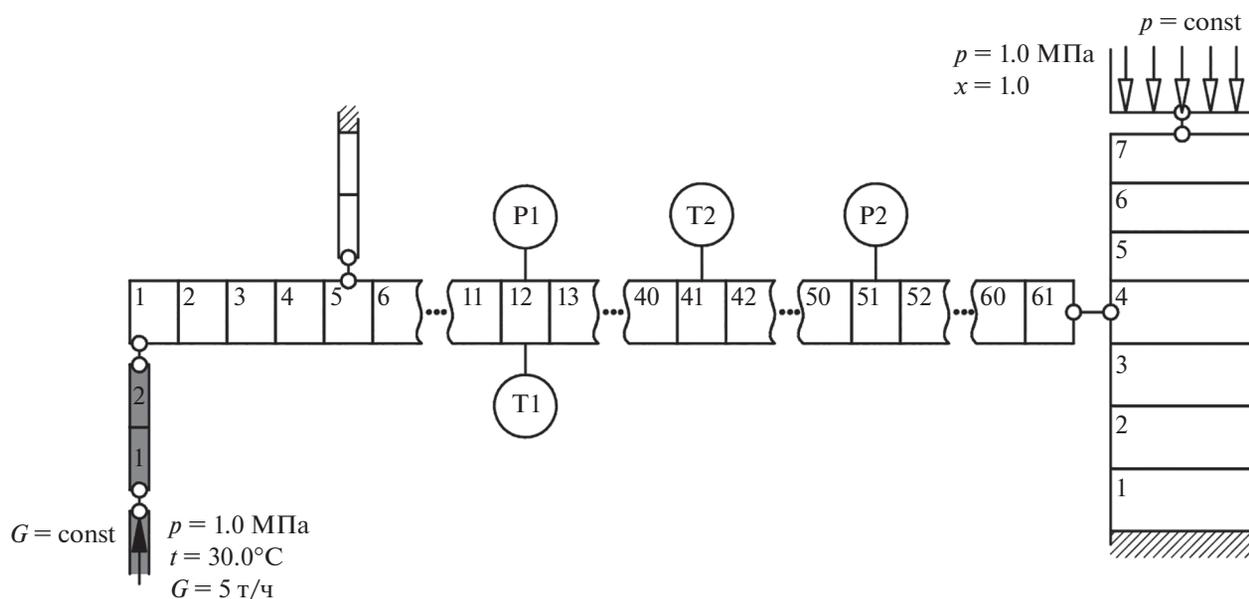 p = const
p = 1.0 МПа
x = 1.0
7
6
5
4
3
2
1
P1
T2
P2
1 2 3 4 5 6 ••• 11 12 13 ••• 40 41 42 ••• 50 51 52 ••• 60 61
T1
2
1
G = const
p = 1.0 МПа
t = 30.0°C
G = 5 т/ч